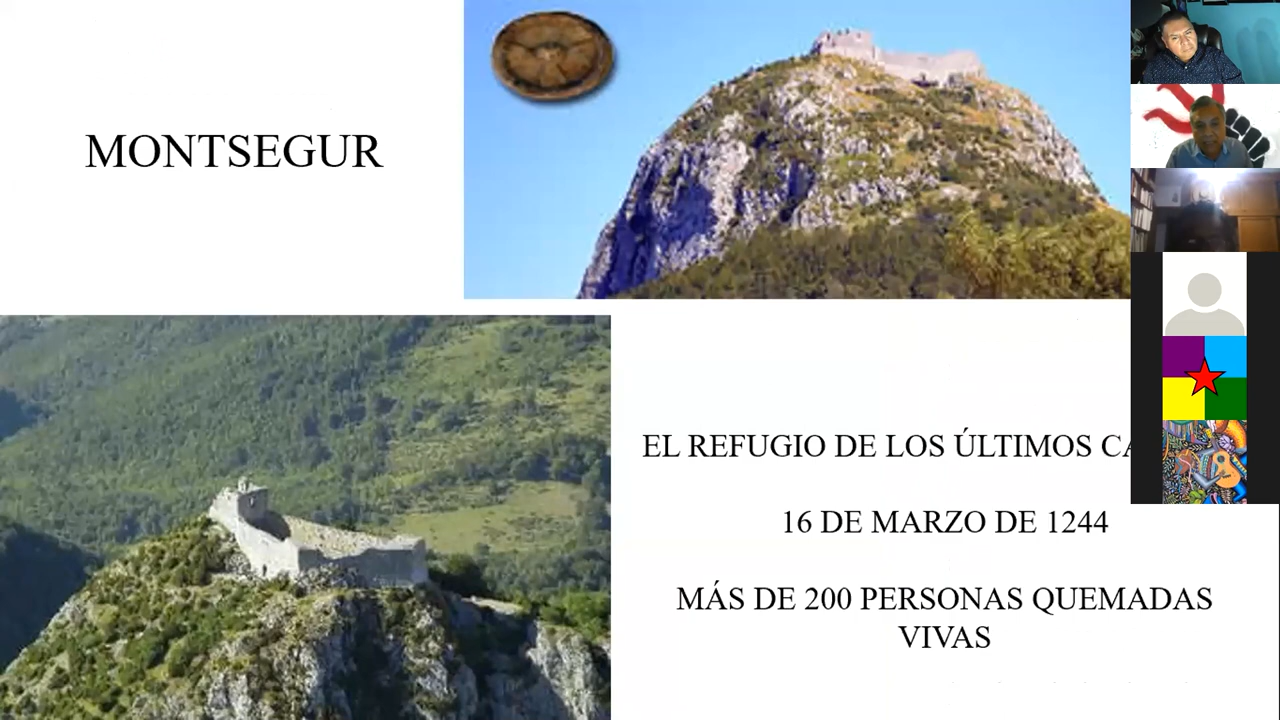 MONTSEGUR
EL REFUGIO DE LOS ÚLTIMOS
16 DE MARZO DE 1244
MÁS DE 200 PERSONAS QUEMADAS
VIVAS